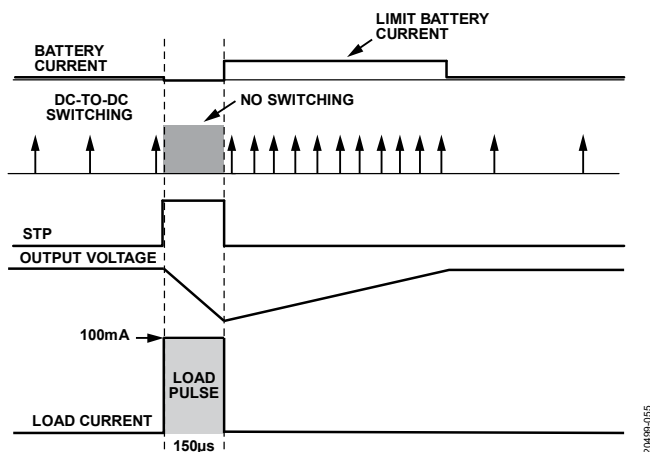 LIMIT BATTERY
CURRENT
BATTERY
CURRENT
DC-TO-DC
SWITCHING
NO SWITCHING
STP
OUTPUT VOLTAGE
100mA
LOAD
PULSE
LOAD CURRENT
150µs
20499-055